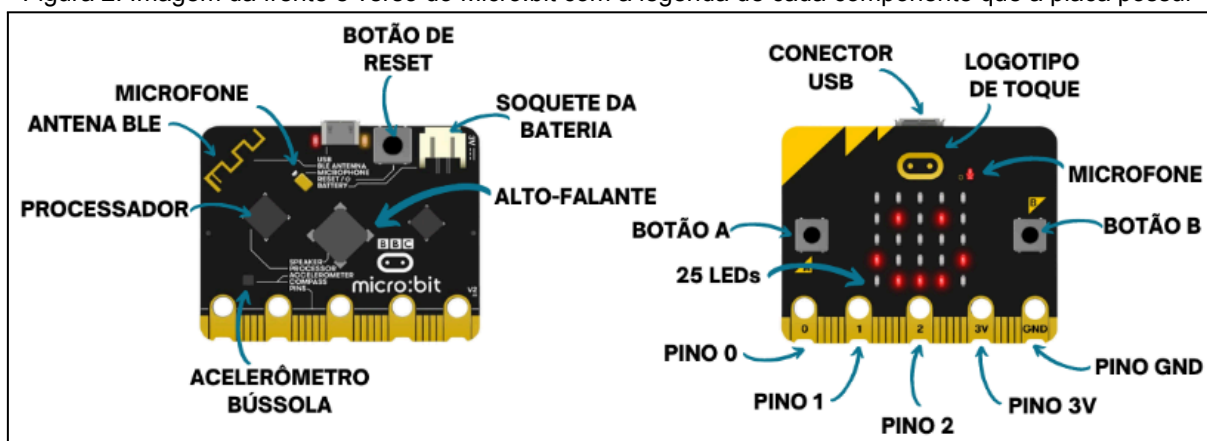 Figura 2: Imagem da frente e verso do Micro:bit com a legenda de cada componente que a placa possui
BOTÃO DE
RESET
MICROFONE
ANTENA BLE
SOQUETE DA
BATERIA
PROCESSADOR
ALTO-FALANTE
ACELERÔMETRO
BÚSSOLA
USB
BLE ANTENNA
MICROPHONE
RESET
BATTERY
BBC
micro:bit
SPEAKER
PROCESSOR
ACCELEROMETER
COMPASS
PINS
V2
CONECTOR
USB
LOGOTIPO
DE TOQUE
MICROFONE
BOTÃO A
BOTÃO B
B
A
25 LEDs
0
1
2
3V
GND
PINO 0
PINO 1
PINO 2
PINO 3V
PINO GND